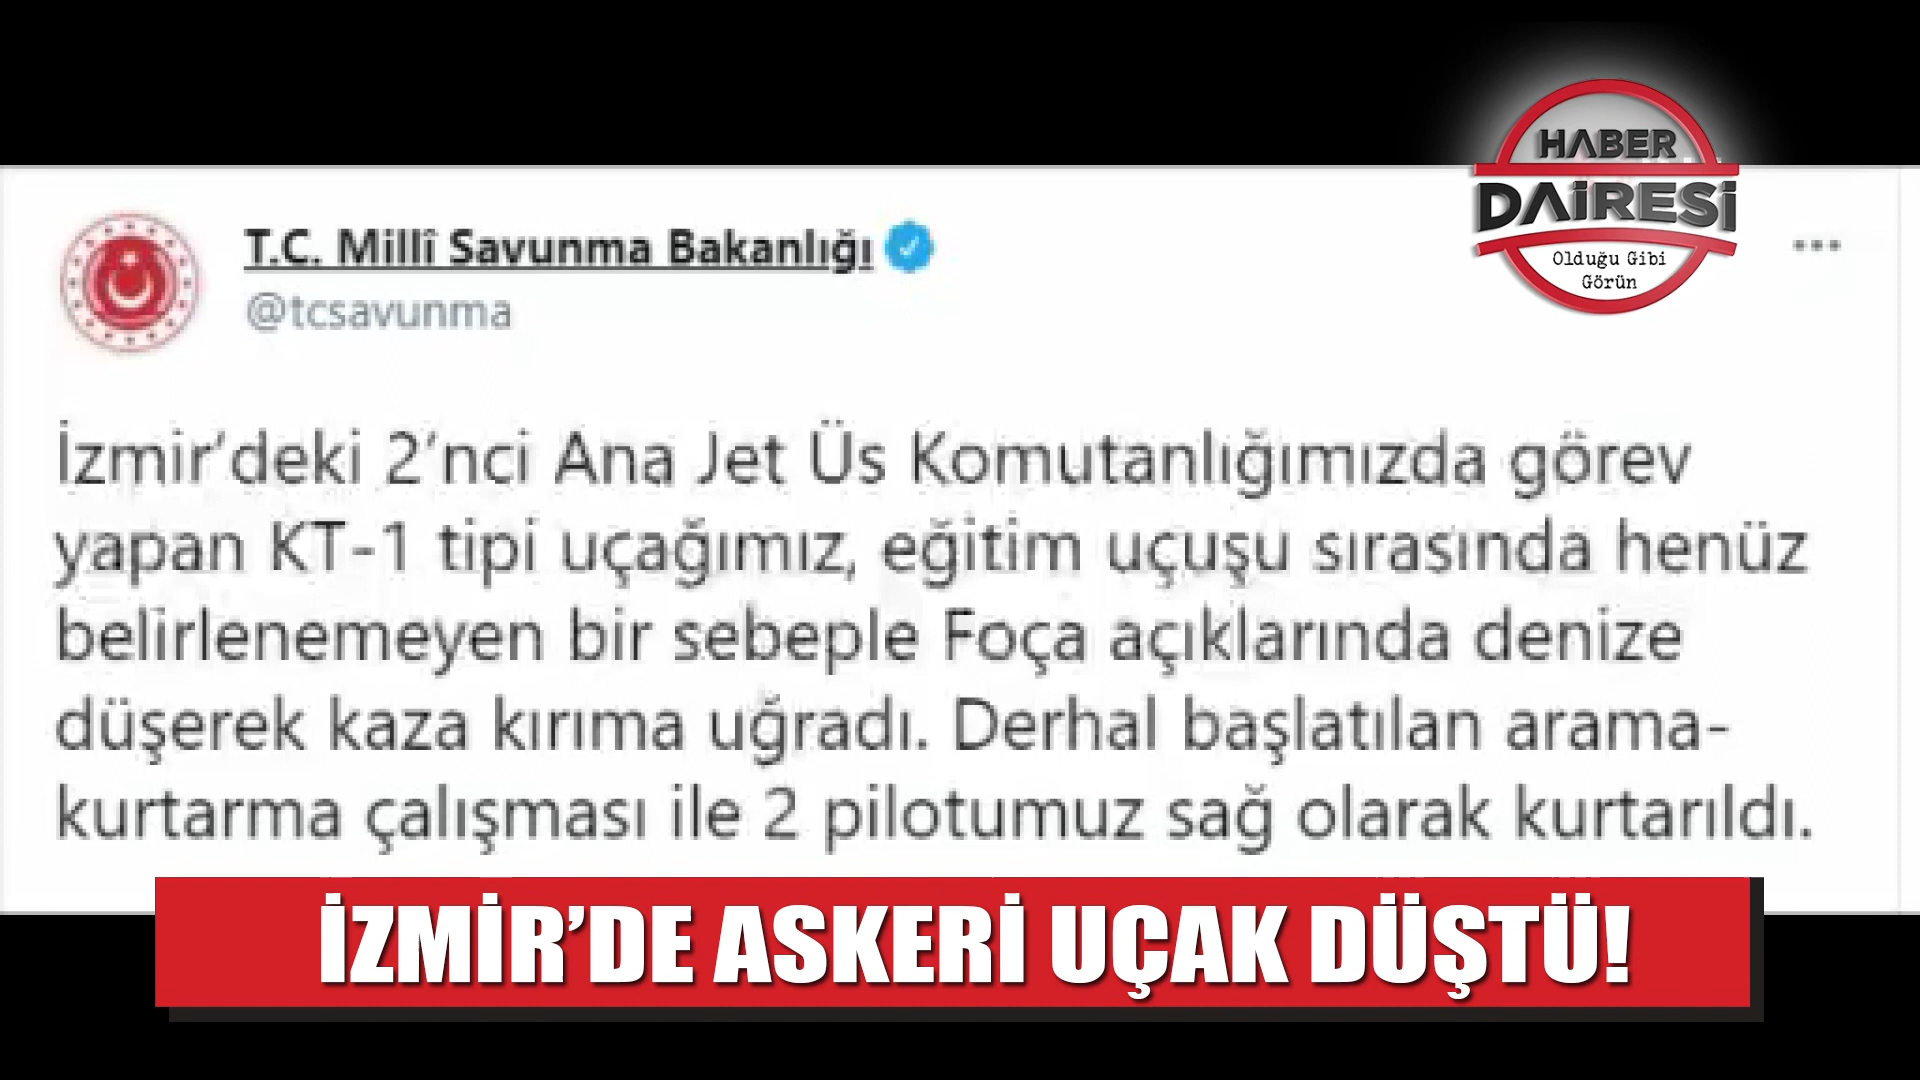 HABER
DAİRESİ
Olduğu Gibi
Görün
T.C. Millî Savunma Bakanlığı
@tcsavunma
İzmir'deki 2'nci Ana Jet Üs Komutanlığımızda görev
yapan KT-1 tipi uçağımız, eğitim uçuşu sırasında henüz
belirlenemeyen bir sebeple Foça açıklarında denize
düşerek kaza kırıma uğradı. Derhal başlatılan arama-
kurtarma çalışması ile 2 pilotumuz sağ olarak kurtarıldı.
İZMİR'DE ASKERİ UÇAK DÜŞTÜ!